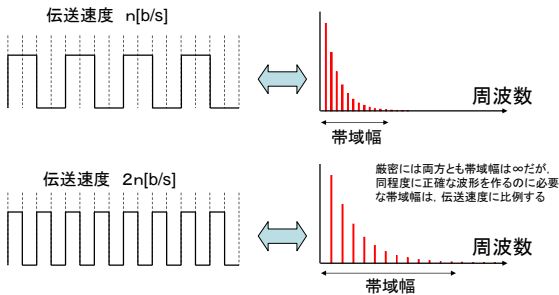 伝送速度 n[b/s]
周波数
帯域幅
厳密には両方とも帯域幅は∞だが,
同程度に正確な波形を作るのに必要
な帯域幅は, 伝送速度に比例する
伝送速度 2n[b/s]
周波数
帯域幅